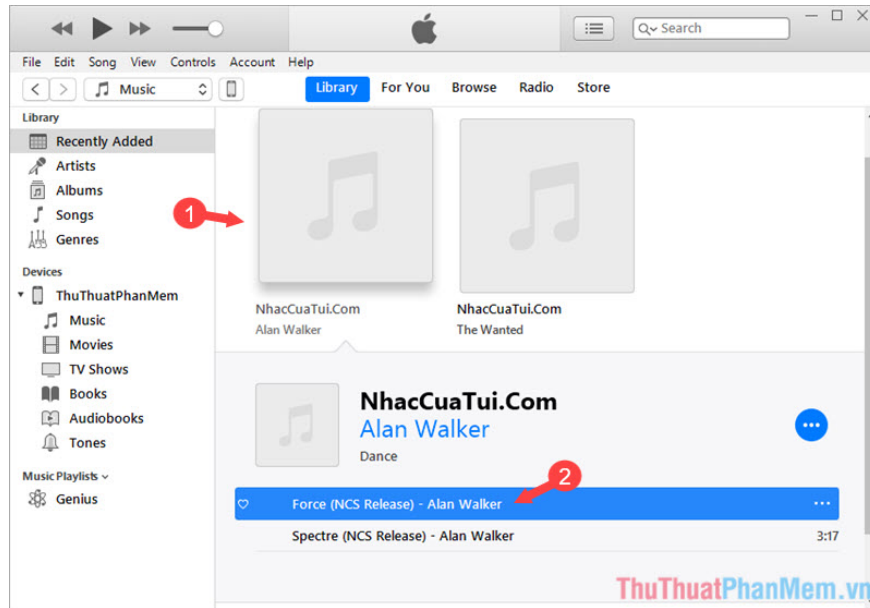 Search
File Edit Song View Controls Account Help
Music
Library For You Browse Radio Store
Library
Recently Added
Artists
Albums
Songs
Genres
Devices
ThuThuatPhanMem
Music
Movies
TV Shows
Books
Audiobooks
Tones
Music Playlists
Genius
1
NhacCuaTui.Com
Alan Walker
NhacCuaTui.Com
The Wanted
NhacCuaTui.Com
Alan Walker
Dance
2
Force (NCS Release) - Alan Walker
Spectre (NCS Release) - Alan Walker 3:17
ThuThuatPhanMem.vn